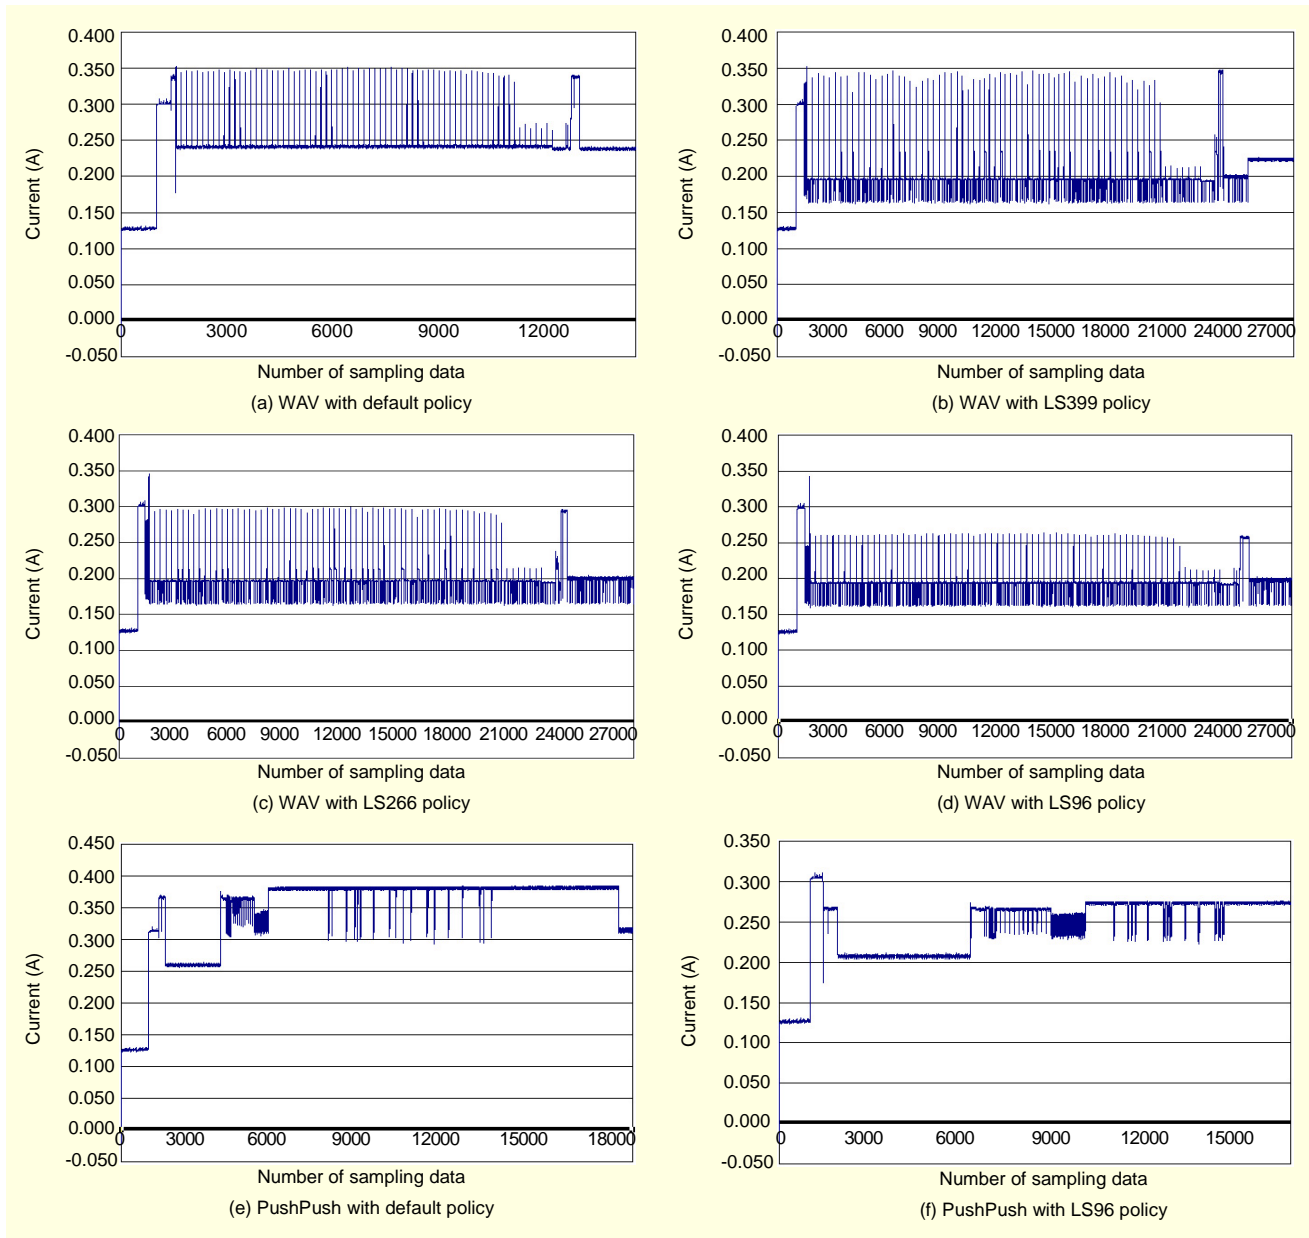 0.400
0.350
0.300
0.250
0.200
0.150
0.100
0.050
0.000
-0.050
Current (A)
0 3000 6000 9000 12000
Number of sampling data
(a) WAV with default policy
0.400
0.350
0.300
0.250
0.200
0.150
0.100
0.050
0.000
-0.050
Current (A)
0 3000 6000 9000 12000 15000 18000 21000 24000 27000
Number of sampling data
(b) WAV with LS399 policy
0.400
0.350
0.300
0.250
0.200
0.150
0.100
0.050
0.000
-0.050
Current (A)
0 3000 6000 9000 12000 15000 18000 21000 24000 27000
Number of sampling data
(c) WAV with LS266 policy
0.400
0.350
0.300
0.250
0.200
0.150
0.100
0.050
0.000
-0.050
Current (A)
0 3000 6000 9000 12000 15000 18000 21000 24000 27000
Number of sampling data
(d) WAV with LS96 policy
0.450
0.400
0.350
0.300
0.250
0.200
0.150
0.100
0.050
0.000
-0.050
Current (A)
0 3000 6000 9000 12000 15000 18000
Number of sampling data
(e) PushPush with default policy
0.350
0.300
0.250
0.200
0.150
0.100
0.050
0.000
-0.050
Current (A)
0 3000 6000 9000 12000 15000
Number of sampling data
(f) PushPush with LS96 policy